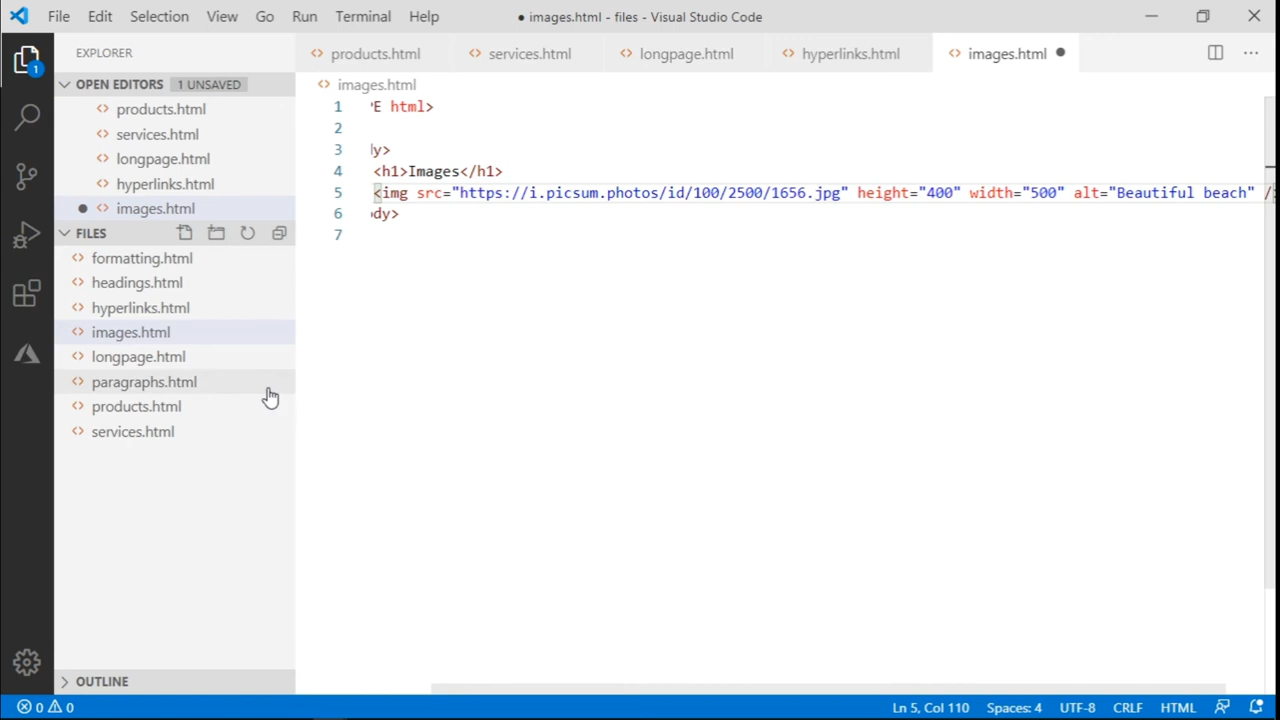 File Edit Selection View Go Run Terminal Help
● images.html - files - Visual Studio Code
EXPLORER
products.html services.html longpage.html hyperlinks.html images.html
1
OPEN EDITORS 1 UNSAVED
products.html
services.html
longpage.html
hyperlinks.html
images.html
FILES
formatting.html
headings.html
hyperlinks.html
images.html
longpage.html
paragraphs.html
products.html
services.html
OUTLINE
images.html
1 E html>
2
3 y>
4 <h1>Images</h1>
5 <img src="https://i.picsum.photos/id/100/2500/1656.jpg" height="400" width="500" alt="Beautiful beach" /
6 dy>
7
0 0 Ln 5, Col 110 Spaces: 4 UTF-8 CRLF HTML